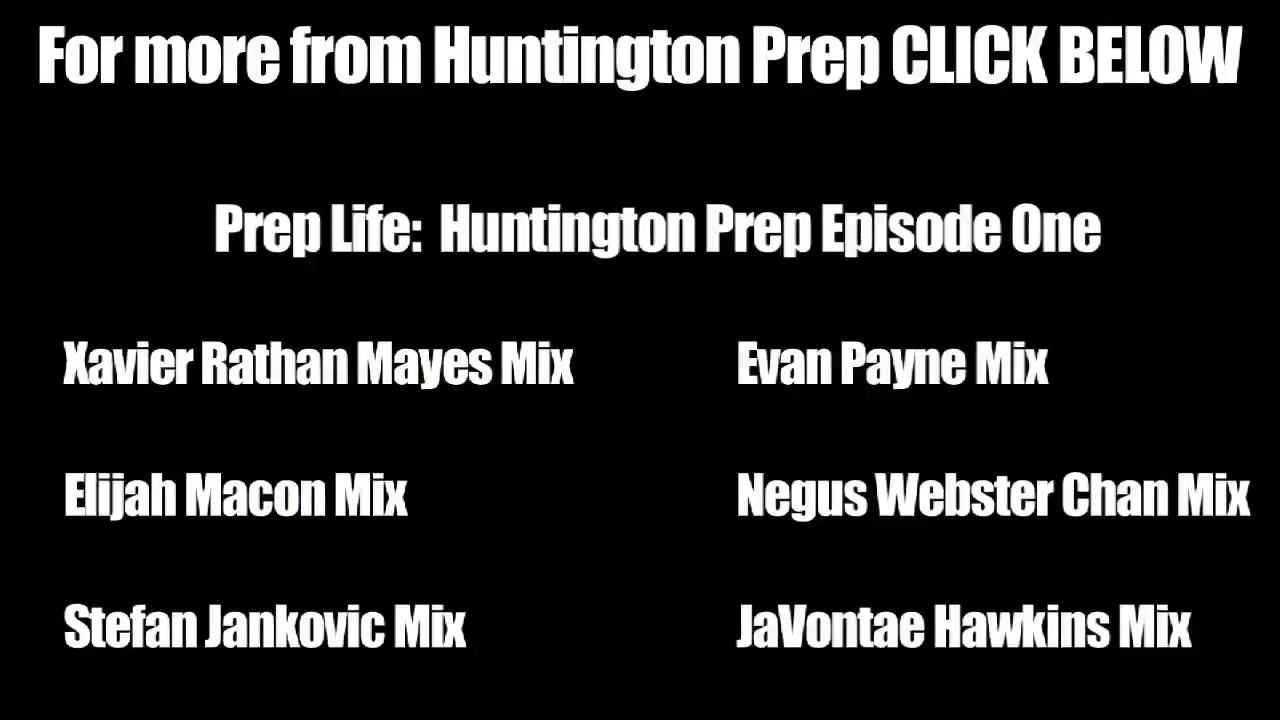 For more from Huntington Prep CLICK BELOW
Prep Life: Huntington Prep Episode One
Xavier Rathan Mayes Mix
Evan Payne Mix
Elijah Macon Mix
Negus Webster Chan Mix
Stefan Jankovic Mix
JaVontae Hawkins Mix